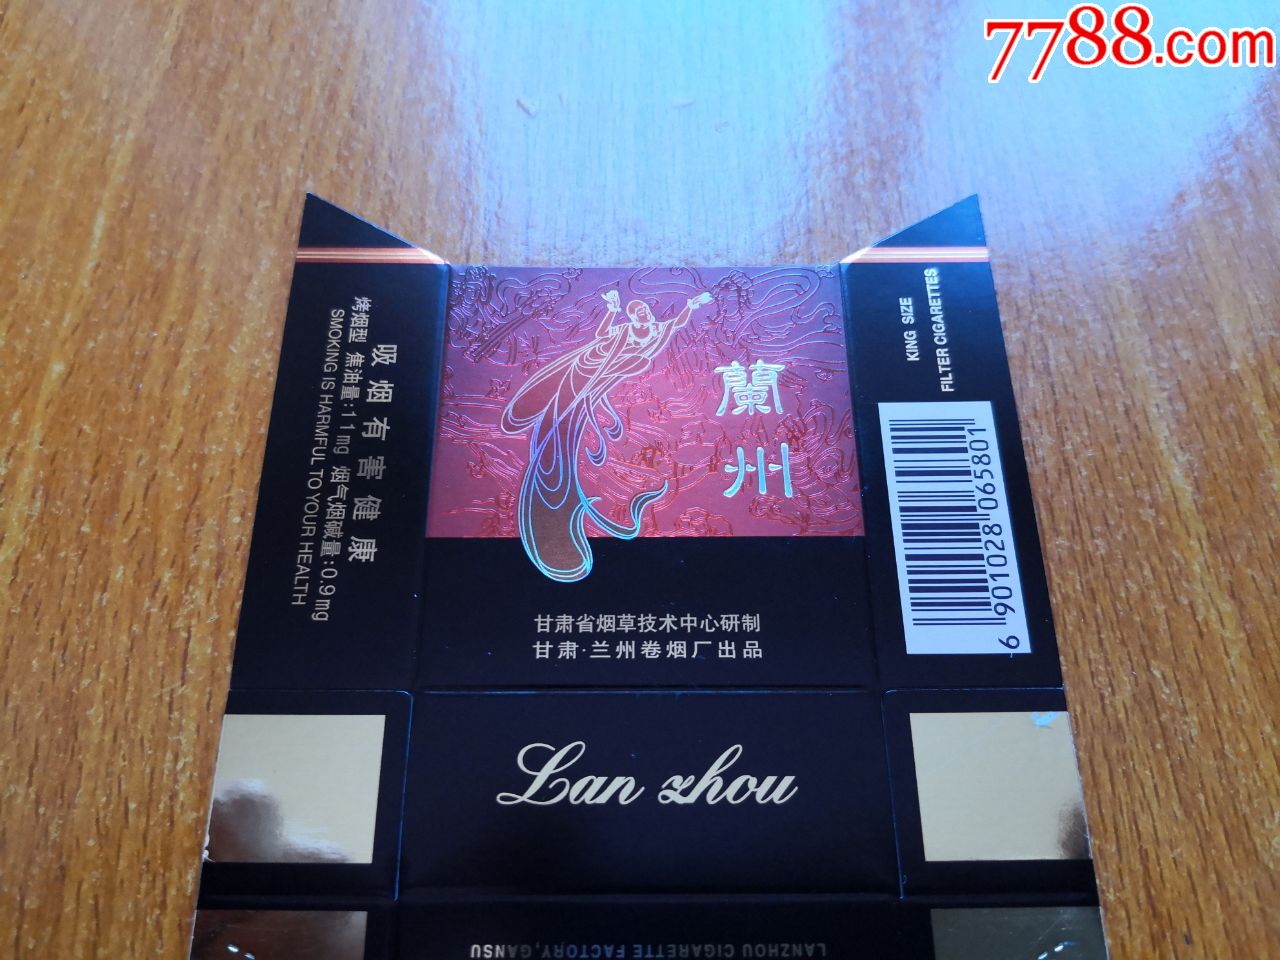 7788.com
吸烟有害健康
烤烟型 焦油量:11mg 烟气烟碱量:0.9mg
SMOKING IS HARMFUL TO YOUR HEALTH
蘭州
甘肃省烟草技术中心研制
甘肃·兰州卷烟厂出品
KING SIZE
FILTER CIGARETTES
6 901028 065801
Lan zhou
LANZHOU CIGARETTE FACTORY,GANSU